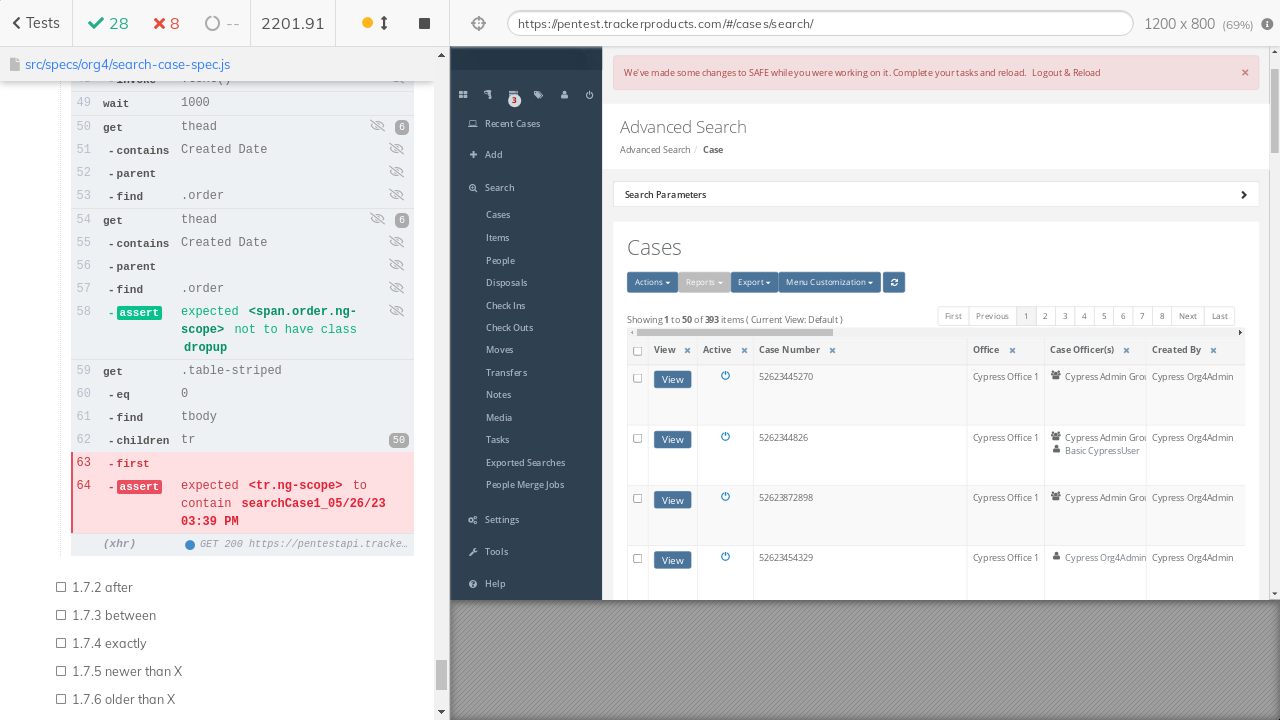 Tests
28
8
--
2201.91
https://pentest.trackerproducts.com/#/cases/search/
1200 x 800 (69%)
src/specs/org4/search-case-spec.js
49 wait 1000
50 get thead 6
51 - contains Created Date
52 - parent
53 - find .order
54 get thead 6
55 - contains Created Date
56 - parent
57 - find .order
58 - assert expected <span.order.ng-
scope> not to have class
dropup
59 get .table-striped
60 - eq 0
61 - find tbody
62 - children tr 50
63 - first
64 - assert expected <tr.ng-scope> to
contain searchCase1_05/26/23
03:39 PM
(xhr) GET 200 https://pentestapi.tracke…
1.7.2 after
1.7.3 between
1.7.4 exactly
1.7.5 newer than X
1.7.6 older than X
3
Recent Cases
Add
Search
Cases
Items
People
Disposals
Check Ins
Check Outs
Moves
Transfers
Notes
Media
Tasks
Exported Searches
People Merge Jobs
Settings
Tools
Help
We've made some changes to SAFE while you were working on it. Complete your tasks and reload. Logout & Reload ×
Advanced Search
Advanced Search / Case
Search Parameters
Cases
Actions Reports Export Menu Customization
Showing 1 to 50 of 393 items ( Current View: Default )
First Previous 1 2 3 4 5 6 7 8 Next Last
View Active Case Number Office Case Officer(s) Created By
View 52623445270 Cypress Office 1 Cypress Admin Grou Cypress Org4Admin
View 5262344826 Cypress Office 1 Cypress Admin Grou Cypress Org4Admin
Basic CypressUser
View 52623872898 Cypress Office 1 Cypress Admin Grou Cypress Org4Admin
View 52623454329 Cypress Office 1 Cypress Org4Admin Cypress Org4Admin